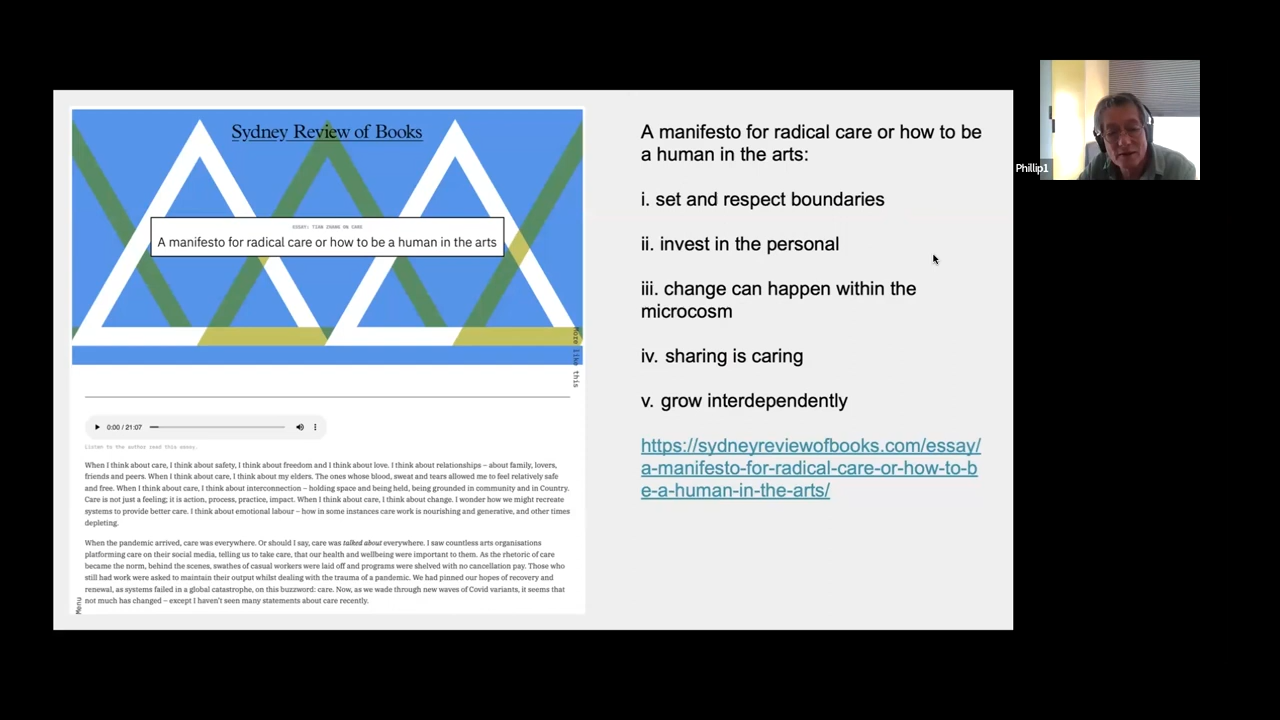 Sydney Review of Books
ESSAY: TIAN ZHANG ON CARE
A manifesto for radical care or how to be a human in the arts
More like this
0:00 / 21:07
Listen to the author read this essay.
When I think about care, I think about safety, I think about freedom and I think about love. I think about relationships – about family, lovers,
friends and peers. When I think about care, I think about my elders. The ones whose blood, sweat and tears allowed me to feel relatively safe
and free. When I think about care, I think about interconnection – holding space and being held, being grounded in community and in Country.
Care is not just a feeling; it is action, process, practice, impact. When I think about care, I think about change. I wonder how we might recreate
systems to provide better care. I think about emotional labour – how in some instances care work is nourishing and generative, and other times
depleting.
When the pandemic arrived, care was everywhere. Or should I say, care was talked about everywhere. I saw countless arts organisations
platforming care on their social media, telling us to take care, that our health and wellbeing were important to them. As the rhetoric of care
became the norm, behind the scenes, swathes of casual workers were laid off and programs were shelved with no cancellation pay. Those who
still had work were asked to maintain their output whilst dealing with the trauma of a pandemic. We had pinned our hopes of recovery and
renewal, as systems failed in a global catastrophe, on this buzzword: care. Now, as we wade through new waves of Covid variants, it seems that
not much has changed – except I haven't seen many statements about care recently.
Menu
A manifesto for radical care or how to be
a human in the arts:
i. set and respect boundaries
ii. invest in the personal
iii. change can happen within the
microcosm
iv. sharing is caring
v. grow interdependently
https://sydneyreviewofbooks.com/essay/
a-manifesto-for-radical-care-or-how-to-b
e-a-human-in-the-arts/
Phillip1